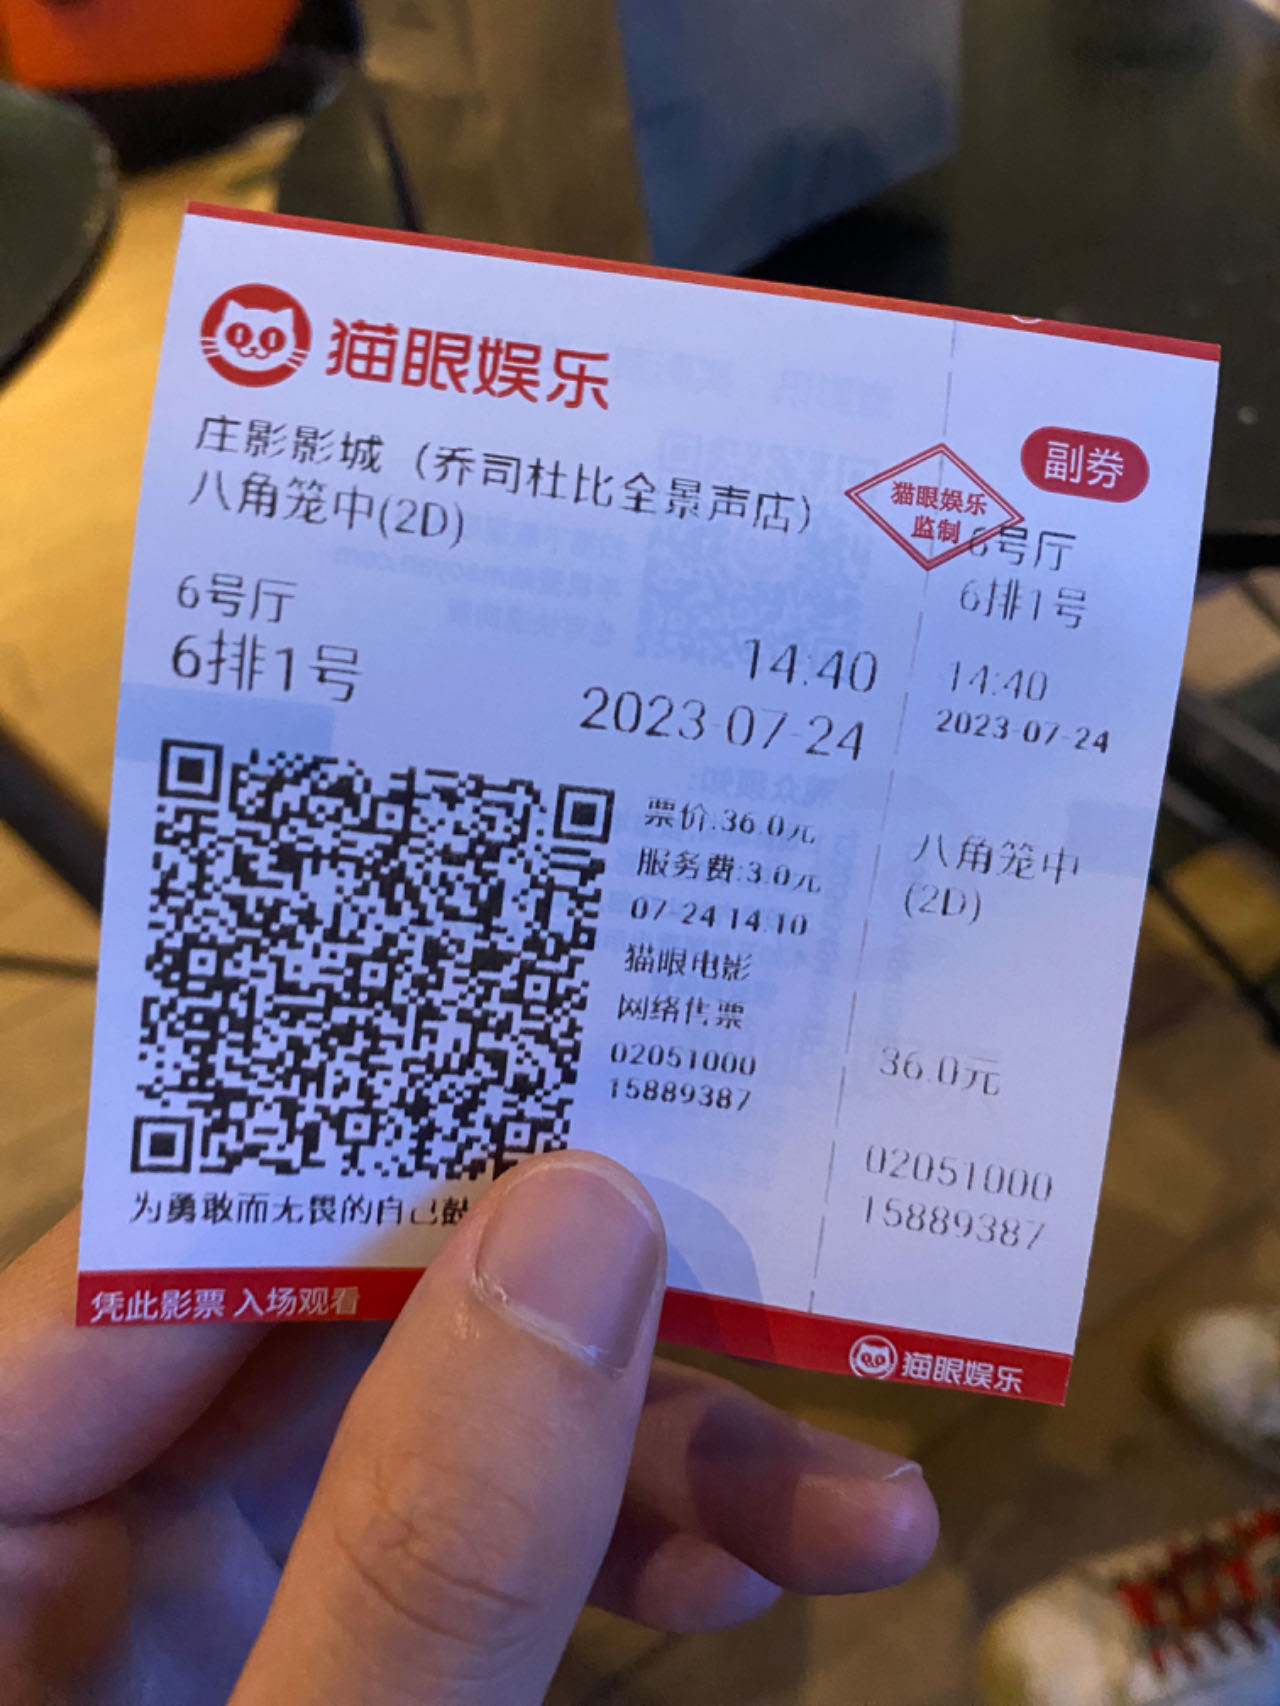 猫眼娱乐
庄影影城（乔司杜比全景声店）
八角笼中(2D)
6号厅
6排1号
14:40
2023-07-24
票价:36.0元
服务费:3.0元
07-24 14:10
猫眼电影
网络售票
02051000
15889387
为勇敢而无畏的自己鼓
凭此影票 入场观看
副券
猫眼娱乐
监制
6号厅
6排1号
14:40
2023-07-24
八角笼中
(2D)
36.0元
02051000
15889387
猫眼娱乐